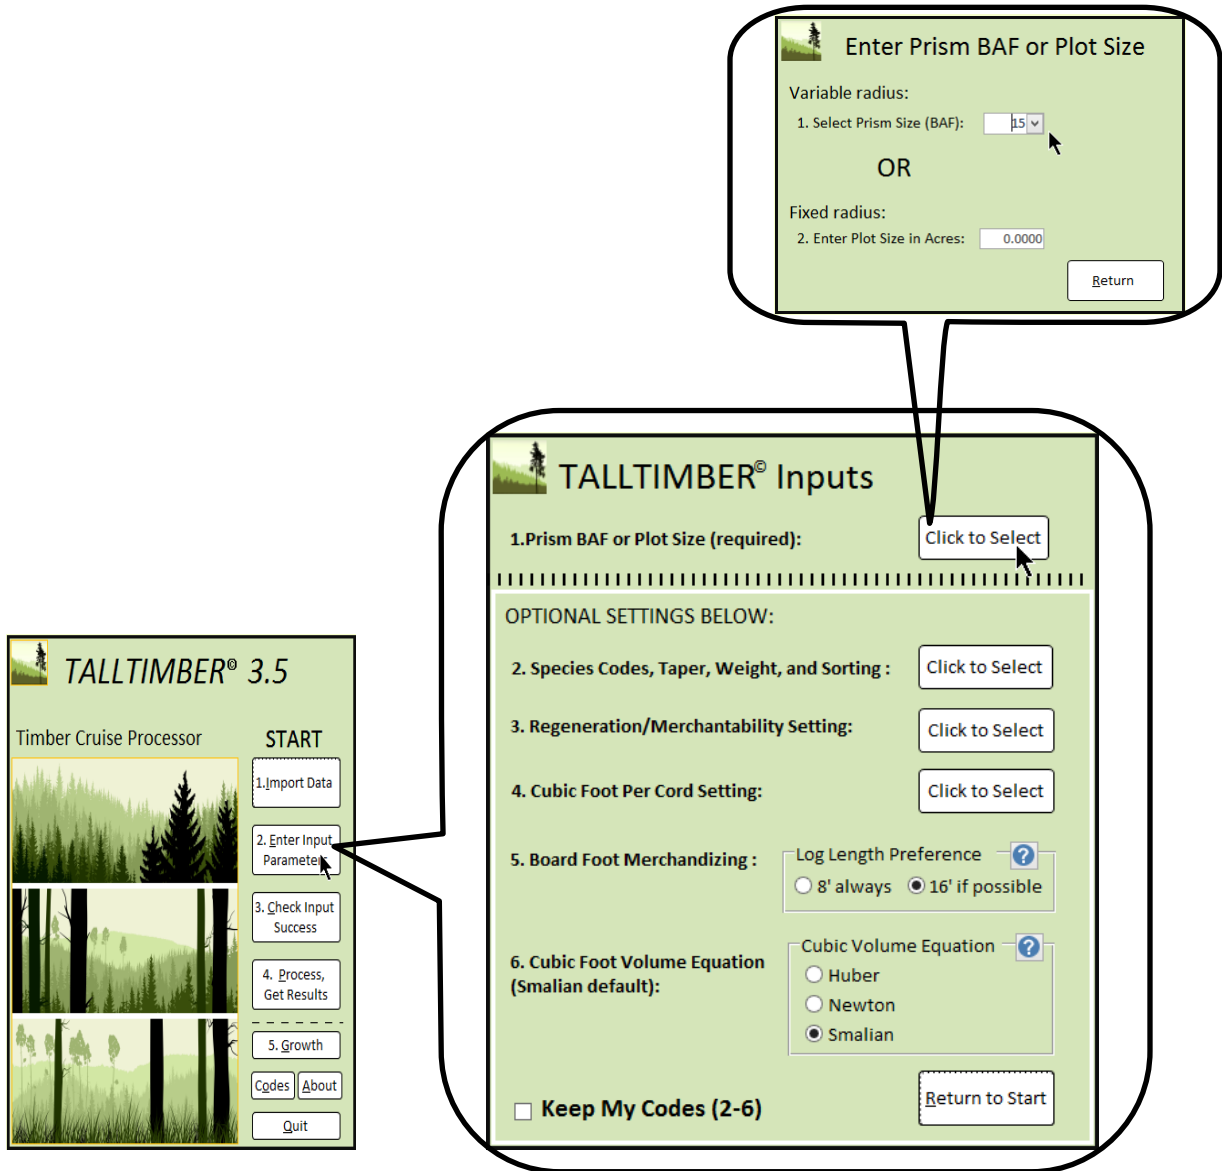 Enter Prism BAF or Plot Size
Variable radius:
1. Select Prism Size (BAF): 15
OR
Fixed radius:
2. Enter Plot Size in Acres: 0.0000
Return
TALLTIMBER© Inputs
1.Prism BAF or Plot Size (required): Click to Select
OPTIONAL SETTINGS BELOW:
2. Species Codes, Taper, Weight, and Sorting : Click to Select
3. Regeneration/Merchantability Setting: Click to Select
4. Cubic Foot Per Cord Setting: Click to Select
5. Board Foot Merchandizing :
Log Length Preference ?
8' always 16' if possible
6. Cubic Foot Volume Equation
(Smalian default):
Cubic Volume Equation ?
Huber
Newton
Smalian
Keep My Codes (2-6)
Return to Start
TALLTIMBER© 3.5
Timber Cruise Processor
START
1.Import Data
2. Enter Input
Parameters
3. Check Input
Success
4. Process,
Get Results
5. Growth
Codes About
Quit